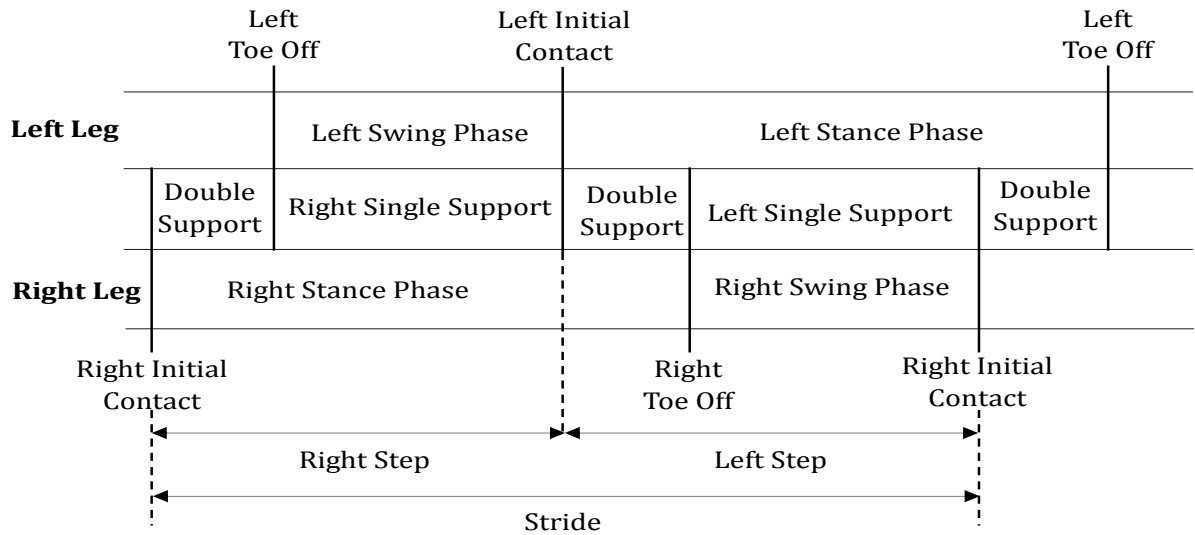 Left
Toe Off
Left Initial
Contact
Left
Toe Off
Left Leg
Left Swing Phase
Left Stance Phase
Double
Support
Right Single Support
Double
Support
Left Single Support
Double
Support
Right Leg
Right Stance Phase
Right Swing Phase
Right Initial
Contact
Right
Toe Off
Right Initial
Contact
Right Step
Left Step
Stride